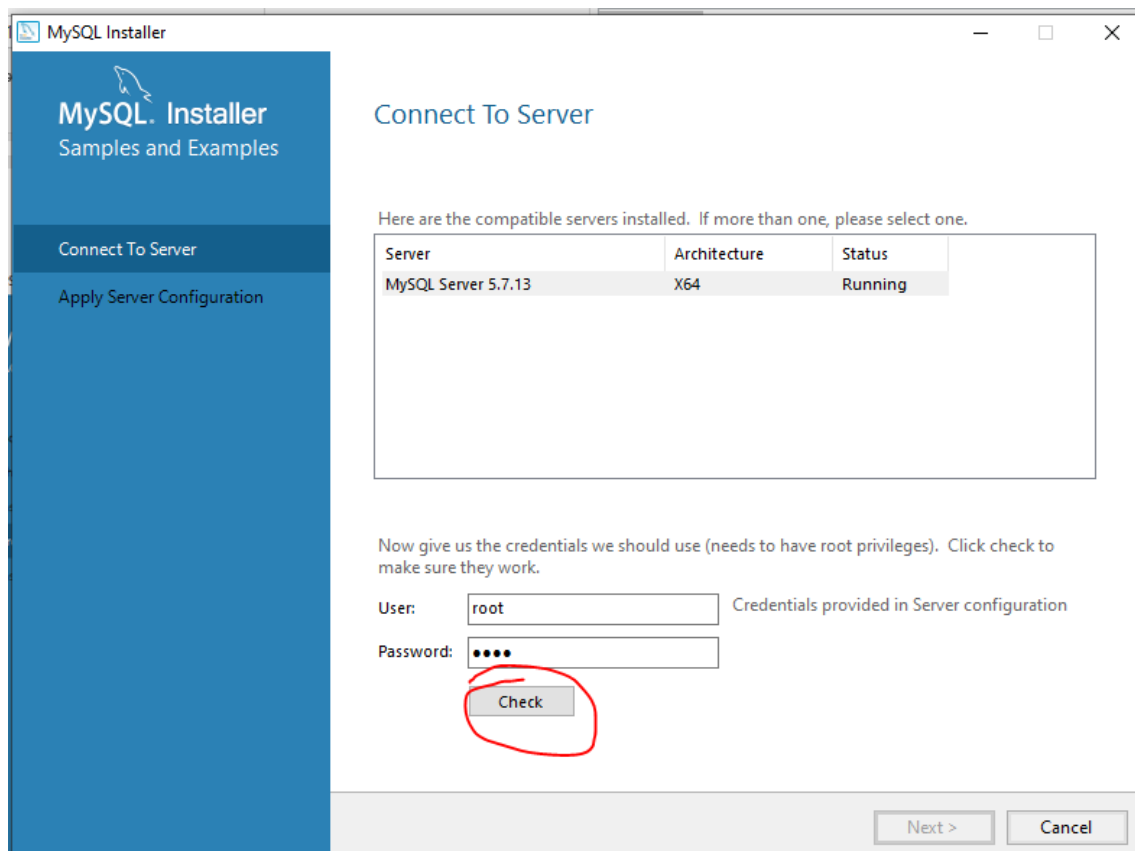 MySQL Installer
MySQL. Installer
Samples and Examples
Connect To Server
Apply Server Configuration
Connect To Server
Here are the compatible servers installed. If more than one, please select one.
Server Architecture Status
MySQL Server 5.7.13 X64 Running
Now give us the credentials we should use (needs to have root privileges). Click check to
make sure they work.
User: root Credentials provided in Server configuration
Password: ●●●●
Check
Next > Cancel